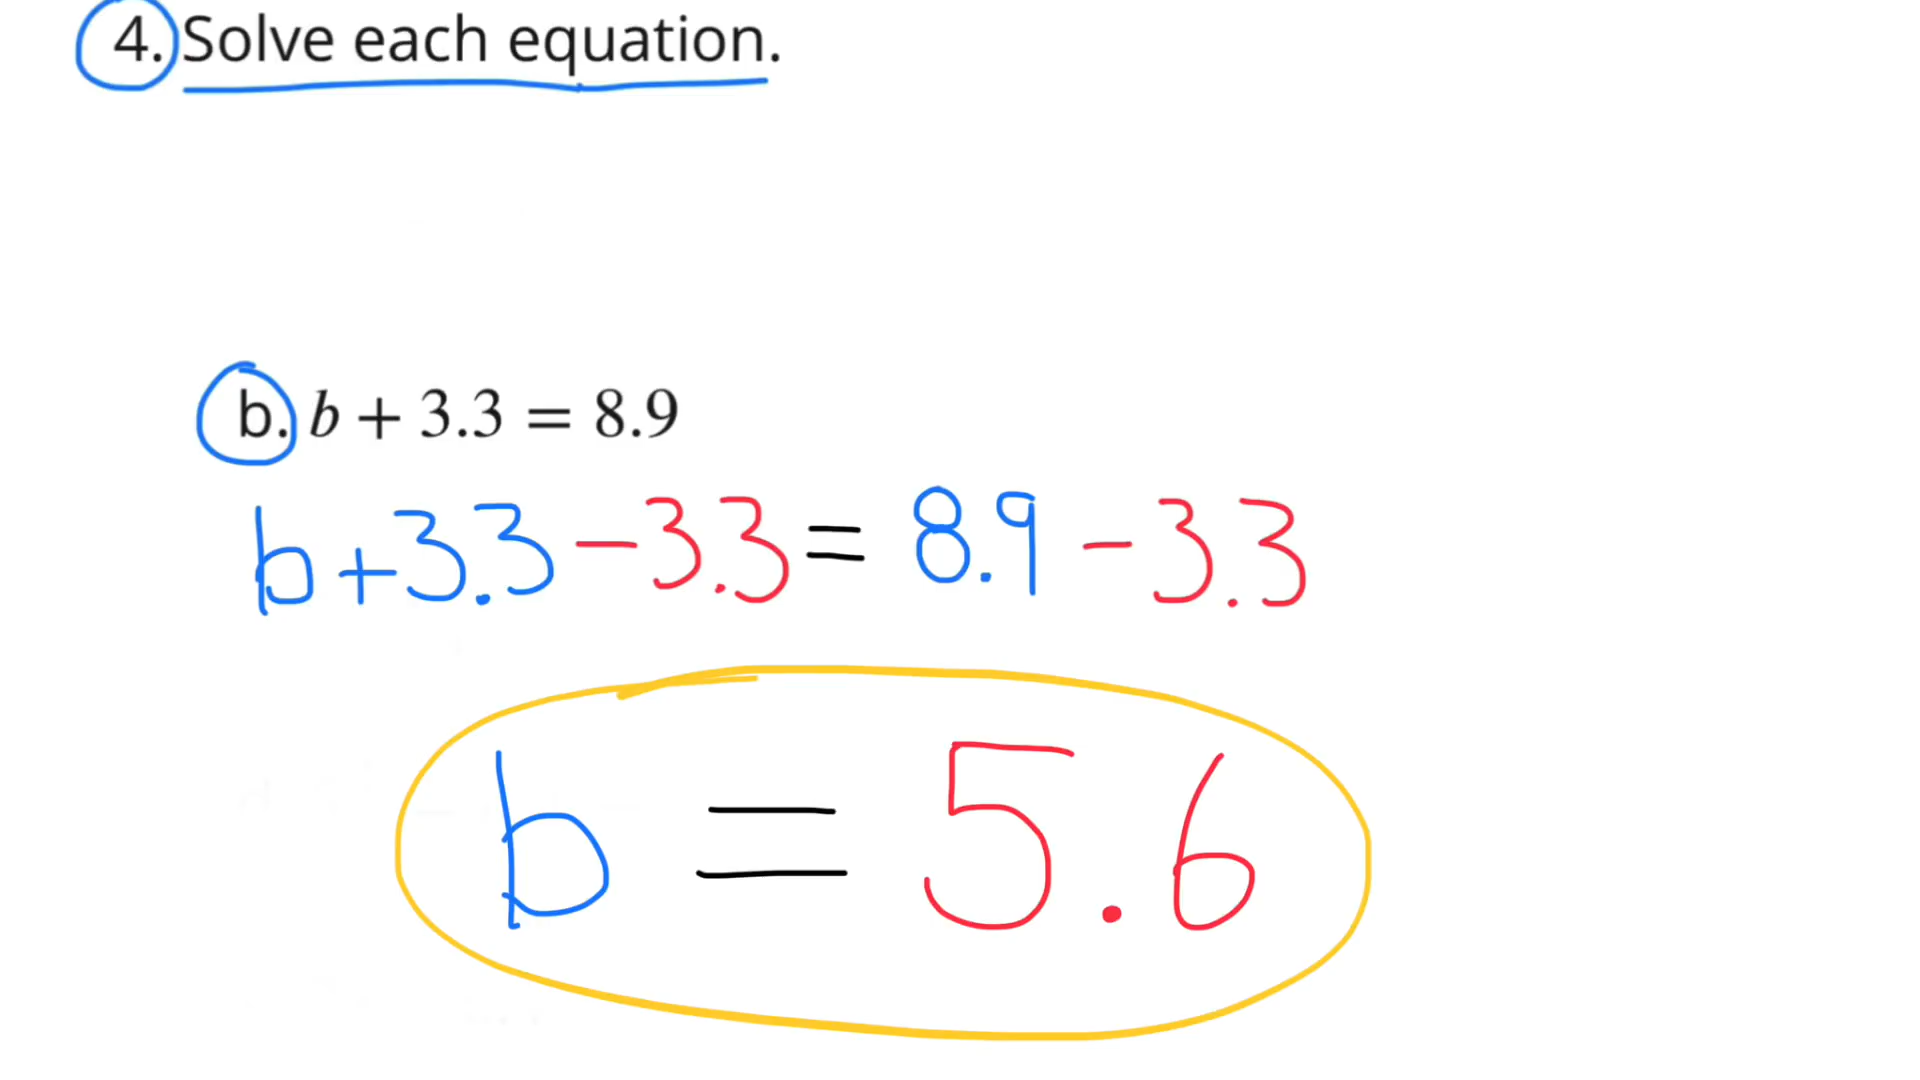 4. Solve each equation.
b. b + 3.3 = 8.9
b+3.3-3.3= 8.9-3.3
b = 5.6